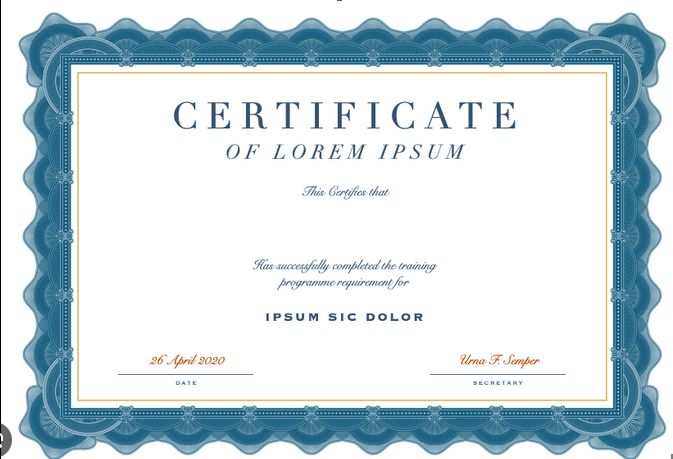 CERTIFICATE
OF LOREM IPSUM
This Certifies that
Has successfully completed the training
programme requirement for
IPSUM SIC DOLOR
26 April 2020
Urna F. Semper
DATE
SECRETARY